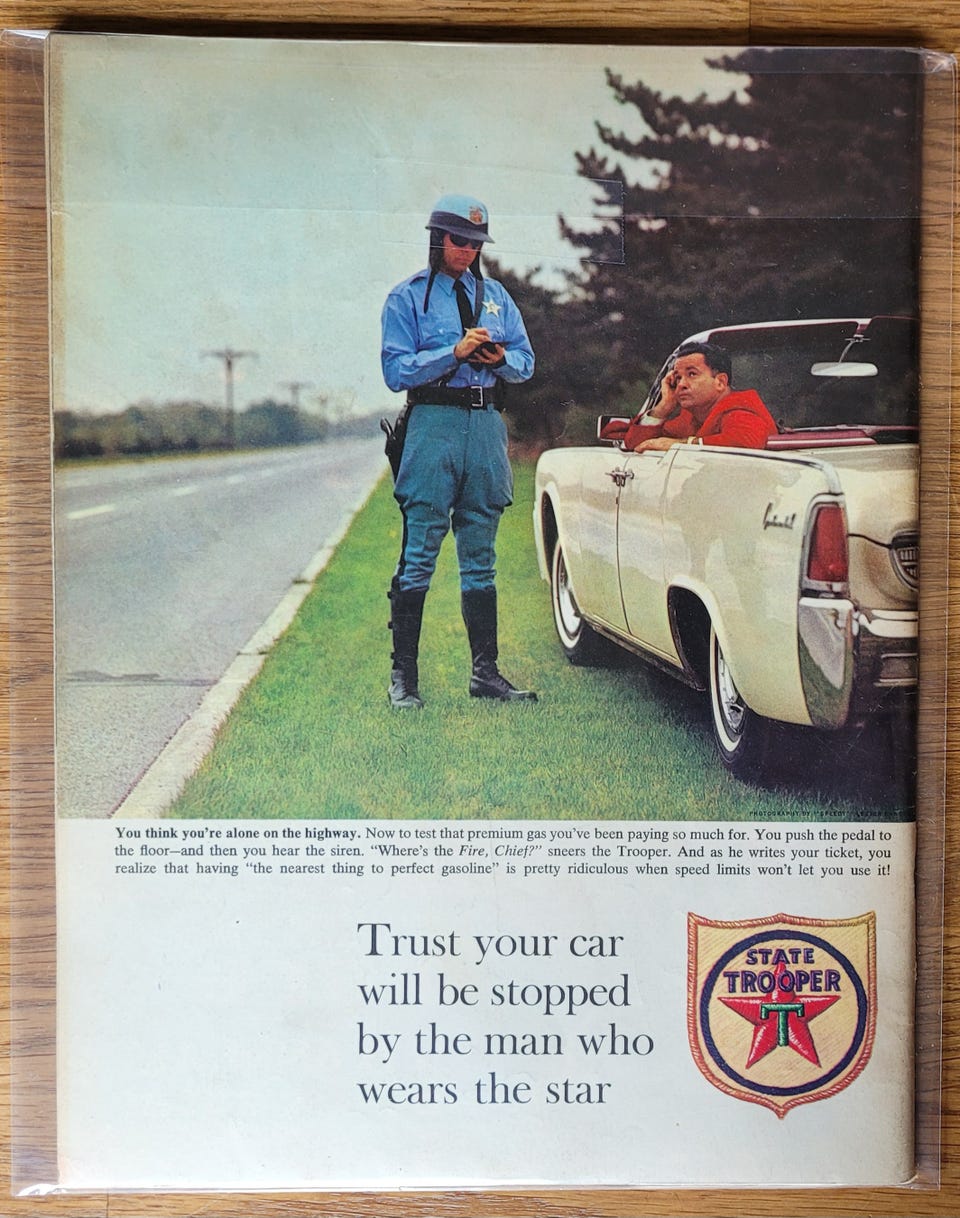 Continental
PHOTOGRAPHY BY "SPEEDY"
You think you're alone on the highway. Now to test that premium gas you've been paying so much for. You push the pedal to
the floor—and then you hear the siren. "Where's the Fire, Chief?" sneers the Trooper. And as he writes your ticket, you
realize that having "the nearest thing to perfect gasoline" is pretty ridiculous when speed limits won't let you use it!
Trust your car
will be stopped
by the man who
wears the star
STATE
TROOPER
T